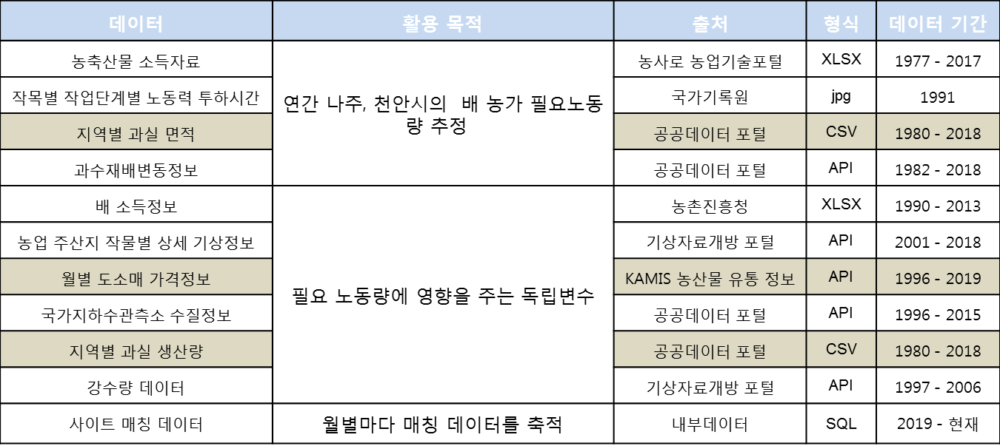 데이터 활용 목적 출처 형식 데이터 기간
농축산물 소득자료 농사로 농업기술포털 XLSX 1977 - 2017
작목별 작업단계별 노동력 투하시간 국가기록원 jpg 1991
연간 나주, 천안시의 배 농가 필요노동
량 추정
지역별 과실 면적 공공데이터 포털 CSV 1980 - 2018
과수재배변동정보 공공데이터 포털 API 1982 - 2018
배 소득정보 농촌진흥청 XLSX 1990 - 2013
농업 주산지 작물별 상세 기상정보 기상자료개방 포털 API 2001 - 2018
월별 도소매 가격정보 KAMIS 농산물 유통 정보 API 1996 - 2019
필요 노동량에 영향을 주는 독립변수
국가지하수관측소 수질정보 공공데이터 포털 API 1996 - 2015
지역별 과실 생산량 공공데이터 포털 CSV 1980 - 2018
강수량 데이터 기상자료개방 포털 API 1997 - 2006
사이트 매칭 데이터 월별마다 매칭 데이터를 축적 내부데이터 SQL 2019 - 현재